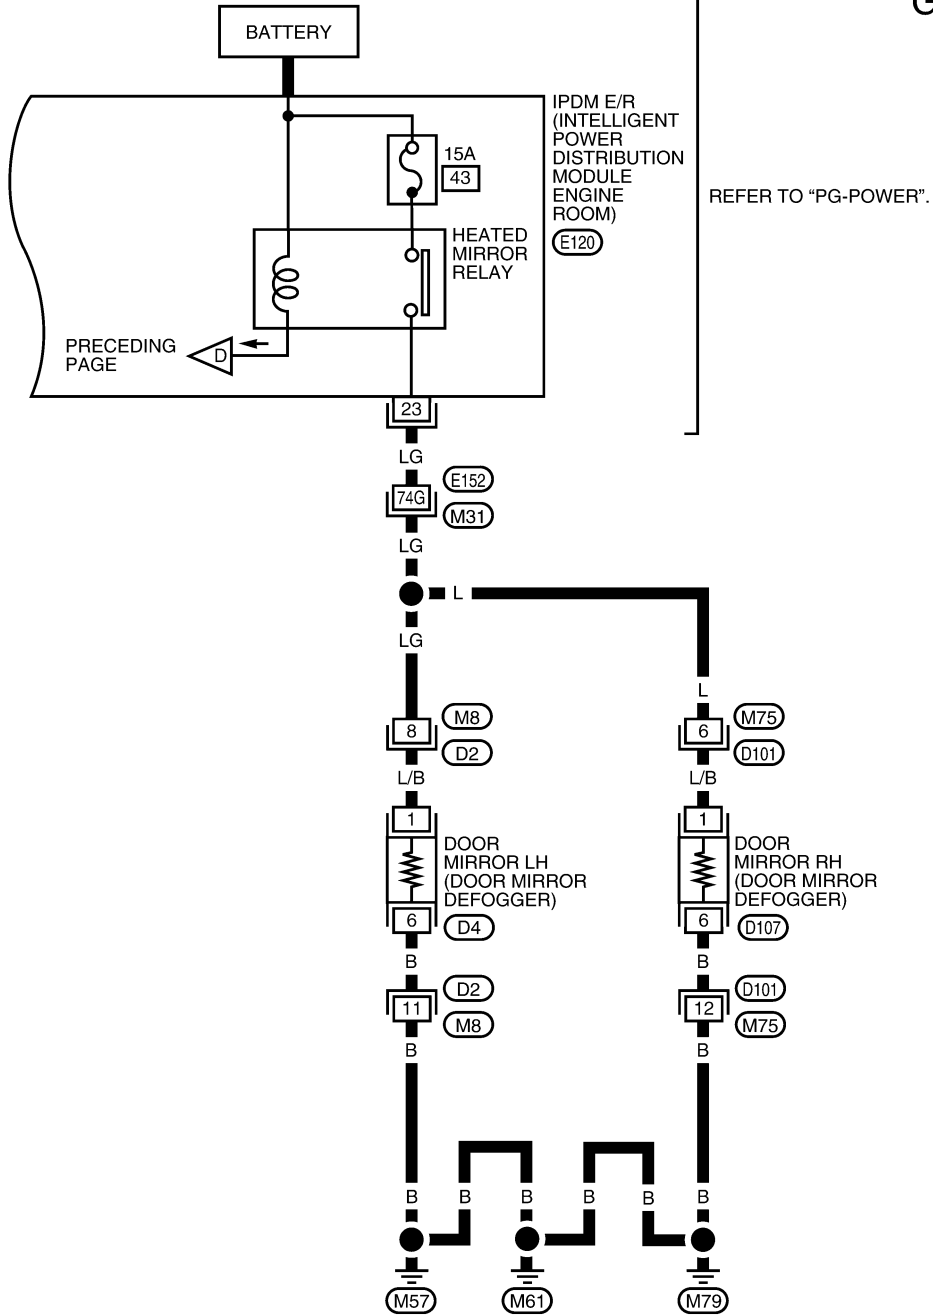 G
BATTERY
IPDM E/R
(INTELLIGENT
POWER
DISTRIBUTION
MODULE
ENGINE
ROOM)
E120
REFER TO “PG-POWER”.
15A
43
HEATED
MIRROR
RELAY
PRECEDING
PAGE
D
23
LG
74G
E152
M31
LG
L
LG
L
8
M8
D2
6
M75
D101
L/B
L/B
1
1
DOOR
MIRROR LH
(DOOR MIRROR
DEFOGGER)
DOOR
MIRROR RH
(DOOR MIRROR
DEFOGGER)
6
D4
6
D107
B
B
11
D2
M8
12
D101
M75
B
B
B B B B B B
M57 M61 M79